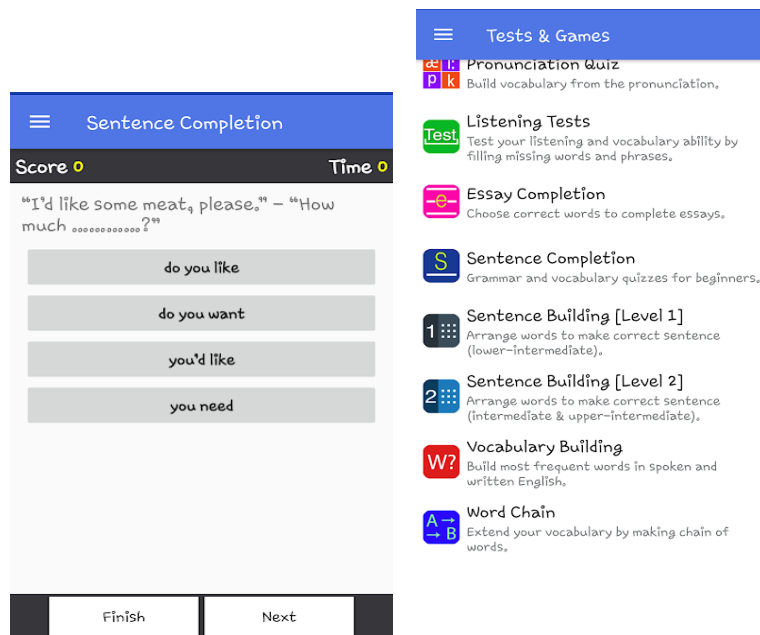 Sentence Completion
Score 0
Time 0
“I'd like some meat, please.” – “How
much ............?”
do you like
do you want
you'd like
you need
Finish
Next
Tests & Games
æ i:
p k
Pronunciation Quiz
Build vocabulary from the pronunciation.
Test
Listening Tests
Test your listening and vocabulary ability by
filling missing words and phrases.
e
Essay Completion
Choose correct words to complete essays.
S
Sentence Completion
Grammar and vocabulary quizzes for beginners.
1
Sentence Building [Level 1]
Arrange words to make correct sentence
(lower-intermediate).
2
Sentence Building [Level 2]
Arrange words to make correct sentence
(intermediate & upper-intermediate).
W?
Vocabulary Building
Build most frequent words in spoken and
written English.
A→
→B
Word Chain
Extend your vocabulary by making chain of
words.